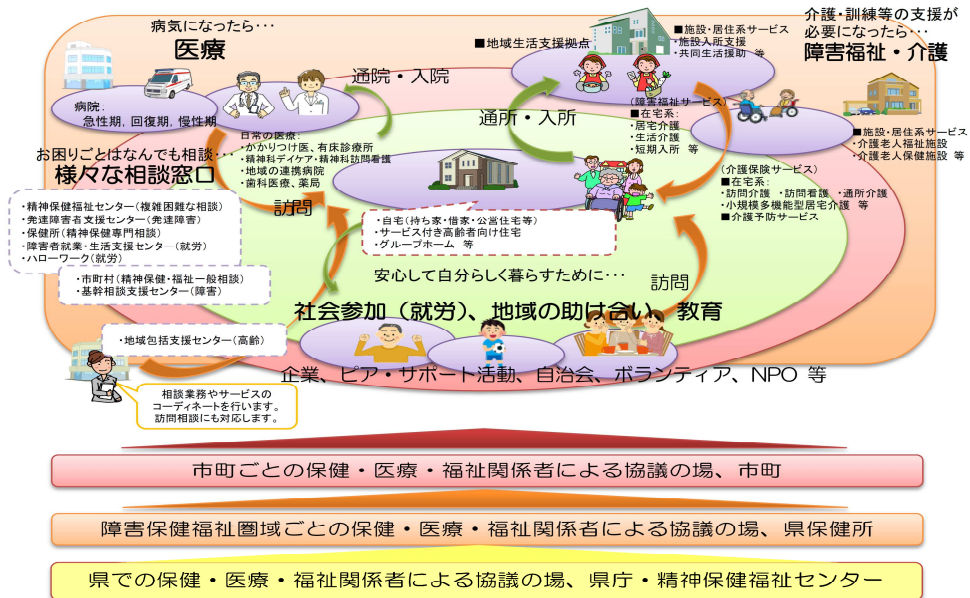 病気になったら･･･
医療
病院:
急性期､回復期､慢性期
日常の医療:
・かかりつけ医、有床診療所
・精神科デイケア・精神科訪問看護
・地域の連携病院
・歯科医療、薬局
通院・入院
■地域生活支援拠点
■施設・居住系サービス
・施設入所支援
・共同生活援助 等
介護・訓練等の支援が
必要になったら･･･
障害福祉・介護
通所・入所
(障害福祉サービス)
■在宅系:
・居宅介護
・生活介護
・短期入所 等
■施設・居住系サービス
・介護老人福祉施設
・介護老人保健施設 等
(介護保険サービス)
■在宅系:
・訪問介護 ・訪問看護 ・通所介護
・小規模多機能型居宅介護 等
■介護予防サービス
お困りごとはなんでも相談･･･
様々な相談窓口
・精神保健福祉センター(複雑困難な相談)
・発達障害者支援センター(発達障害)
・保健所(精神保健専門相談)
・障害者就業・生活支援センター(就労)
・ハローワーク(就労)
・市町村(精神保健・福祉一般相談)
・基幹相談支援センター(障害)
・地域包括支援センター(高齢)
相談業務やサービスの
コーディネートを行います。
訪問相談にも対応します。
訪問
・自宅(持ち家・借家・公営住宅等)
・サービス付き高齢者向け住宅
・グループホーム 等
訪問
安心して自分らしく暮らすために･･･
社会参加(就労)、地域の助け合い、教育
企業、ピア・サポート活動、自治会、ボランティア、NPO 等
市町ごとの保健・医療・福祉関係者による協議の場、市町
障害保健福祉圏域ごとの保健・医療・福祉関係者による協議の場、県保健所
県での保健・医療・福祉関係者による協議の場、県庁・精神保健福祉センター